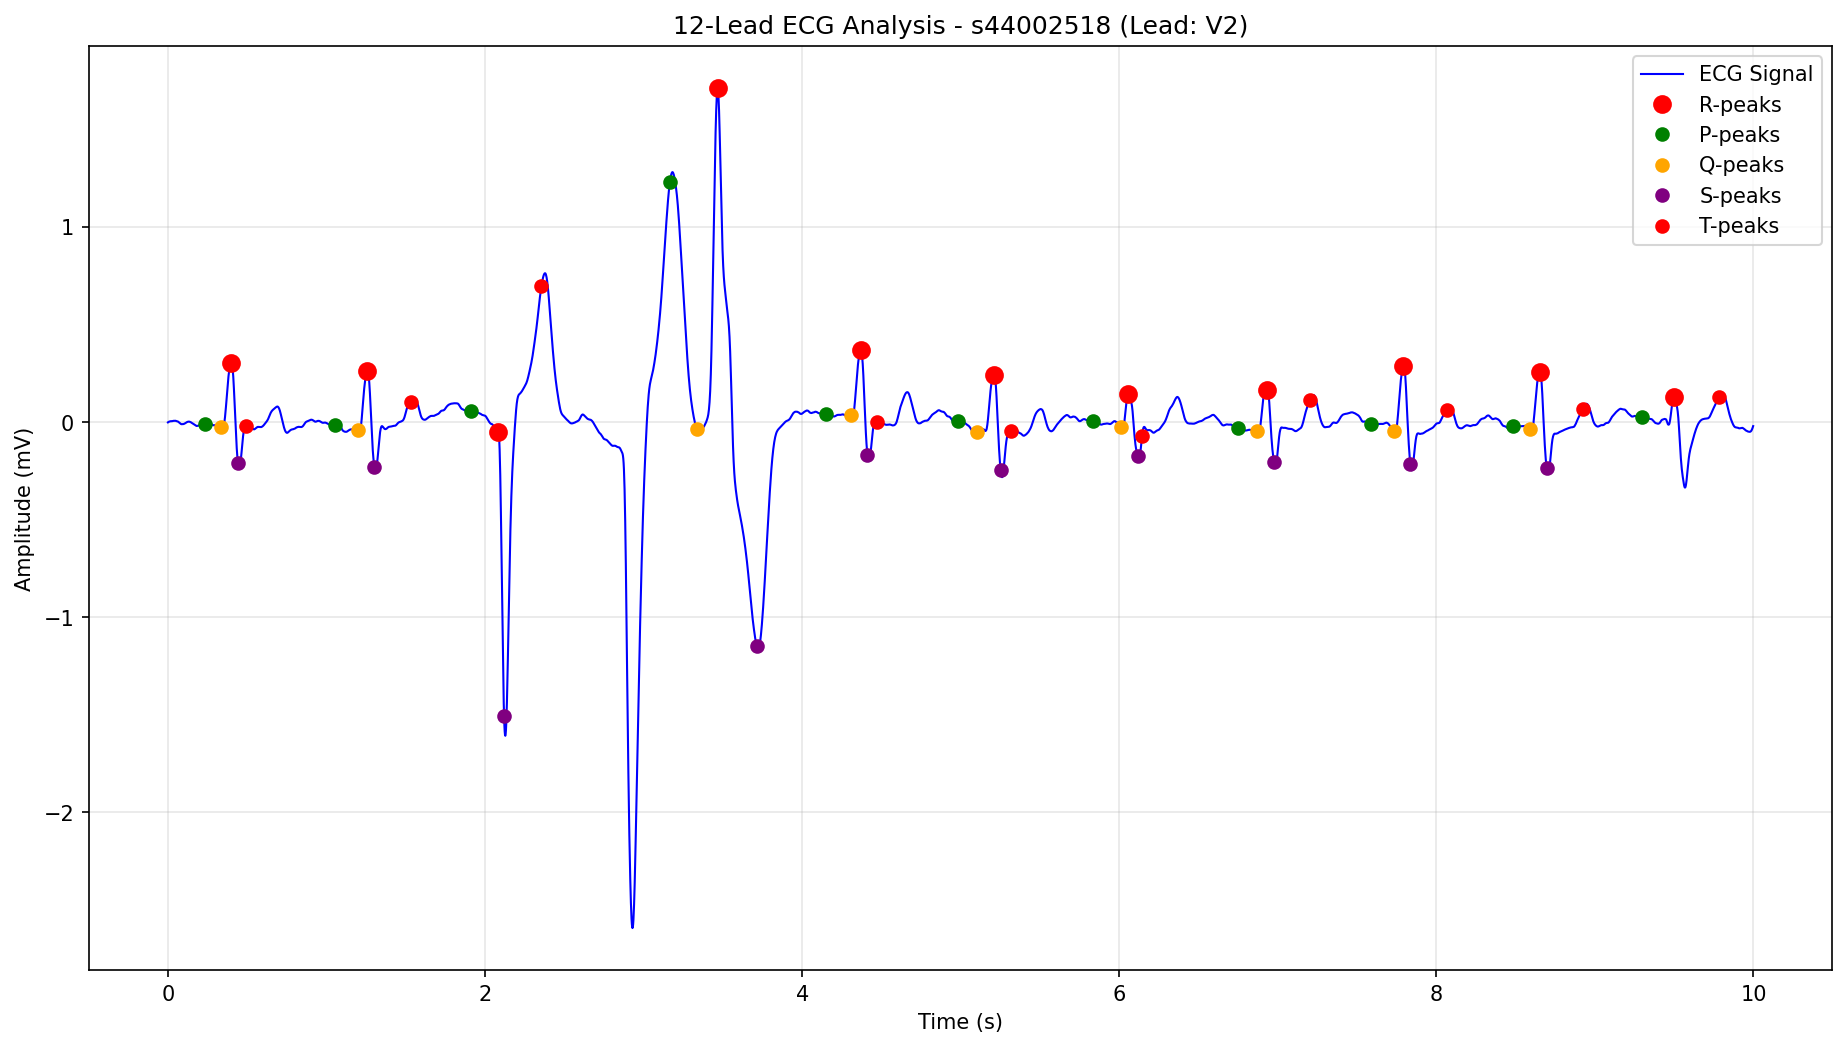 12-Lead ECG Analysis - s44002518 (Lead: V2)
ECG Signal
R-peaks
P-peaks
Q-peaks
S-peaks
T-peaks
Amplitude (mV)
1
0
−1
−2
0 2 4 6 8 10
Time (s)